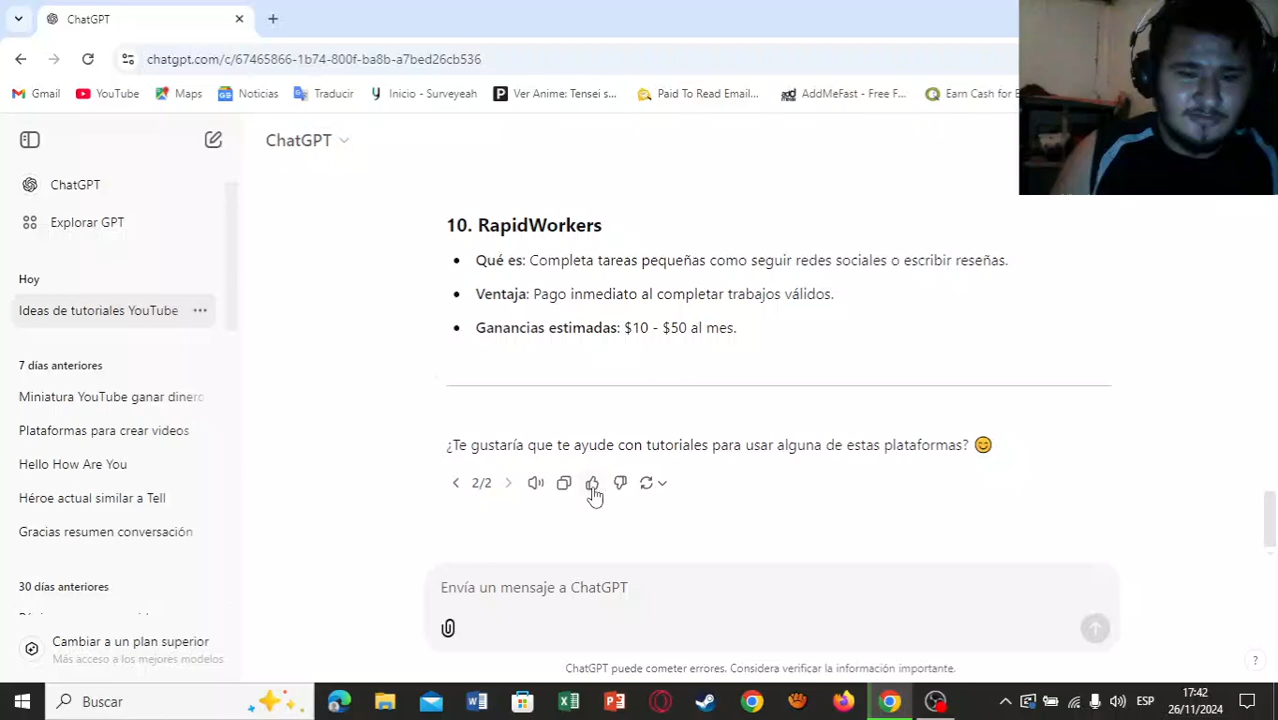 ChatGPT
chatgpt.com/c/67465866-1b74-800f-ba8b-a7bed26cb536
Gmail YouTube Maps Noticias Traducir Inicio - Surveyeah Ver Anime: Tensei s... Paid To Read Email... AddMeFast - Free F... Earn Cash for
ChatGPT
ChatGPT
Explorar GPT
Hoy
Ideas de tutoriales YouTube
7 días anteriores
Miniatura YouTube ganar dinero
Plataformas para crear videos
Hello How Are You
Héroe actual similar a Tell
Gracias resumen conversación
30 días anteriores
Cambiar a un plan superior
Más acceso a los mejores modelos
10. RapidWorkers
Qué es: Completa tareas pequeñas como seguir redes sociales o escribir reseñas.
Ventaja: Pago inmediato al completar trabajos válidos.
Ganancias estimadas: $10 - $50 al mes.
¿Te gustaría que te ayude con tutoriales para usar alguna de estas plataformas? 😊
2/2
Envía un mensaje a ChatGPT
ChatGPT puede cometer errores. Considera verificar la información importante.
?
Buscar
ESP
17:42
26/11/2024